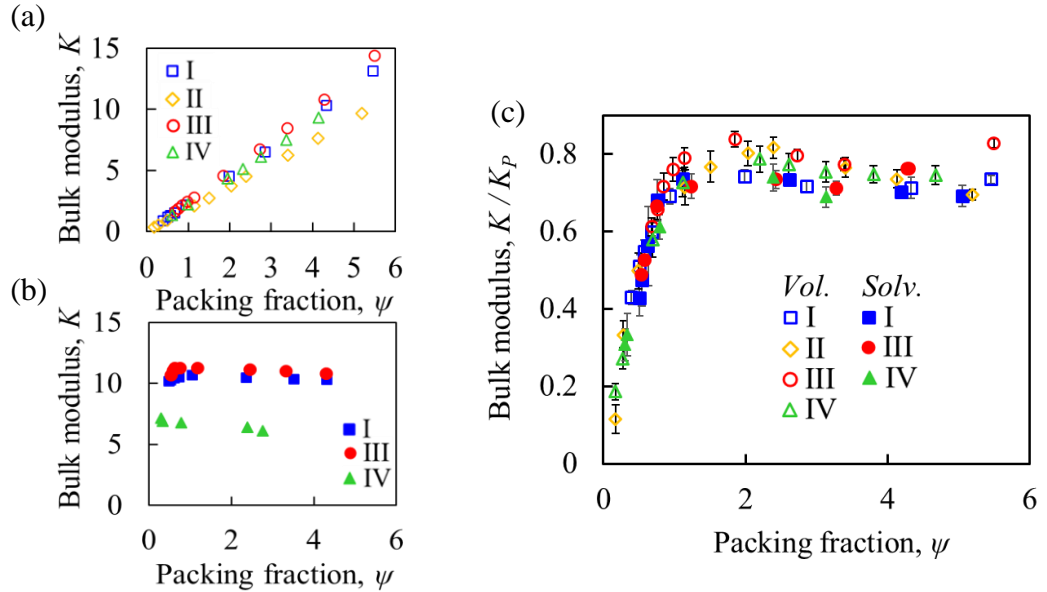 (a)
Bulk modulus, K
15
10
5
0
I
II
III
IV
0 1 2 3 4 5 6
Packing fraction, ψ
(b)
Bulk modulus, K
15
10
5
0
I
III
IV
0 2 4 6
Packing fraction, ψ
(c)
Bulk modulus, K / K_P
0.8
0.6
0.4
0.2
0
Vol. Solv.
I I
II III
III IV
IV
0 2 4 6
Packing fraction, ψ